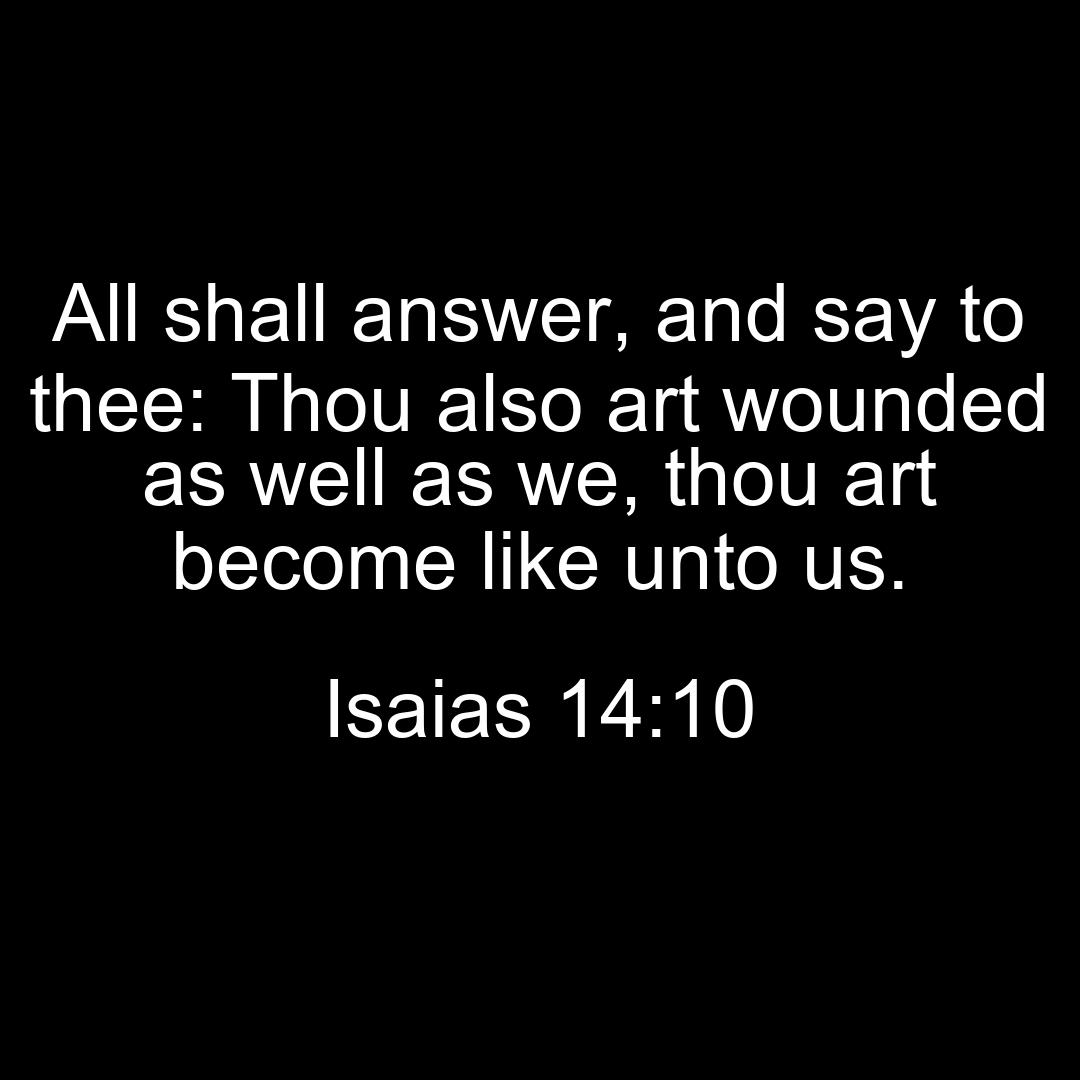 All shall answer, and say to
thee: Thou also art wounded
as well as we, thou art
become like unto us.
Isaias 14:10